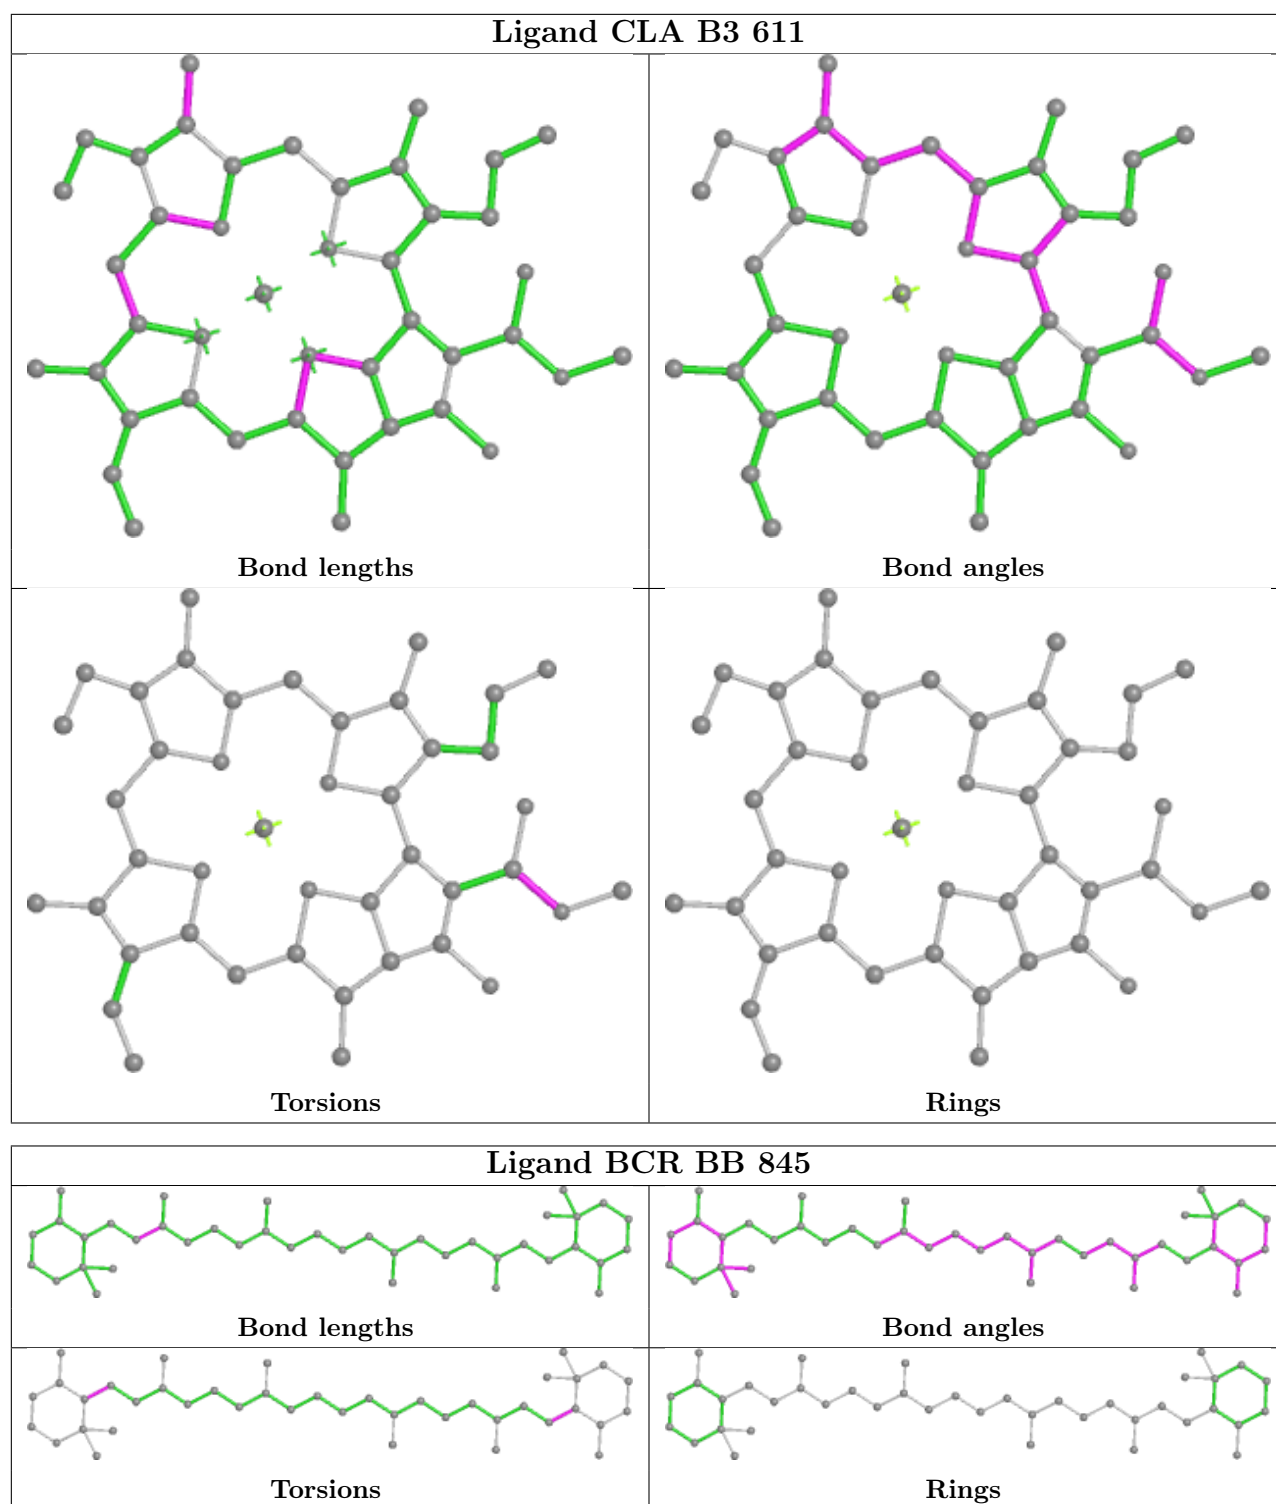 Ligand CLA B3 611
Bond lengths
Bond angles
Torsions
Rings
Ligand BCR BB 845
Bond lengths
Bond angles
Torsions
Rings